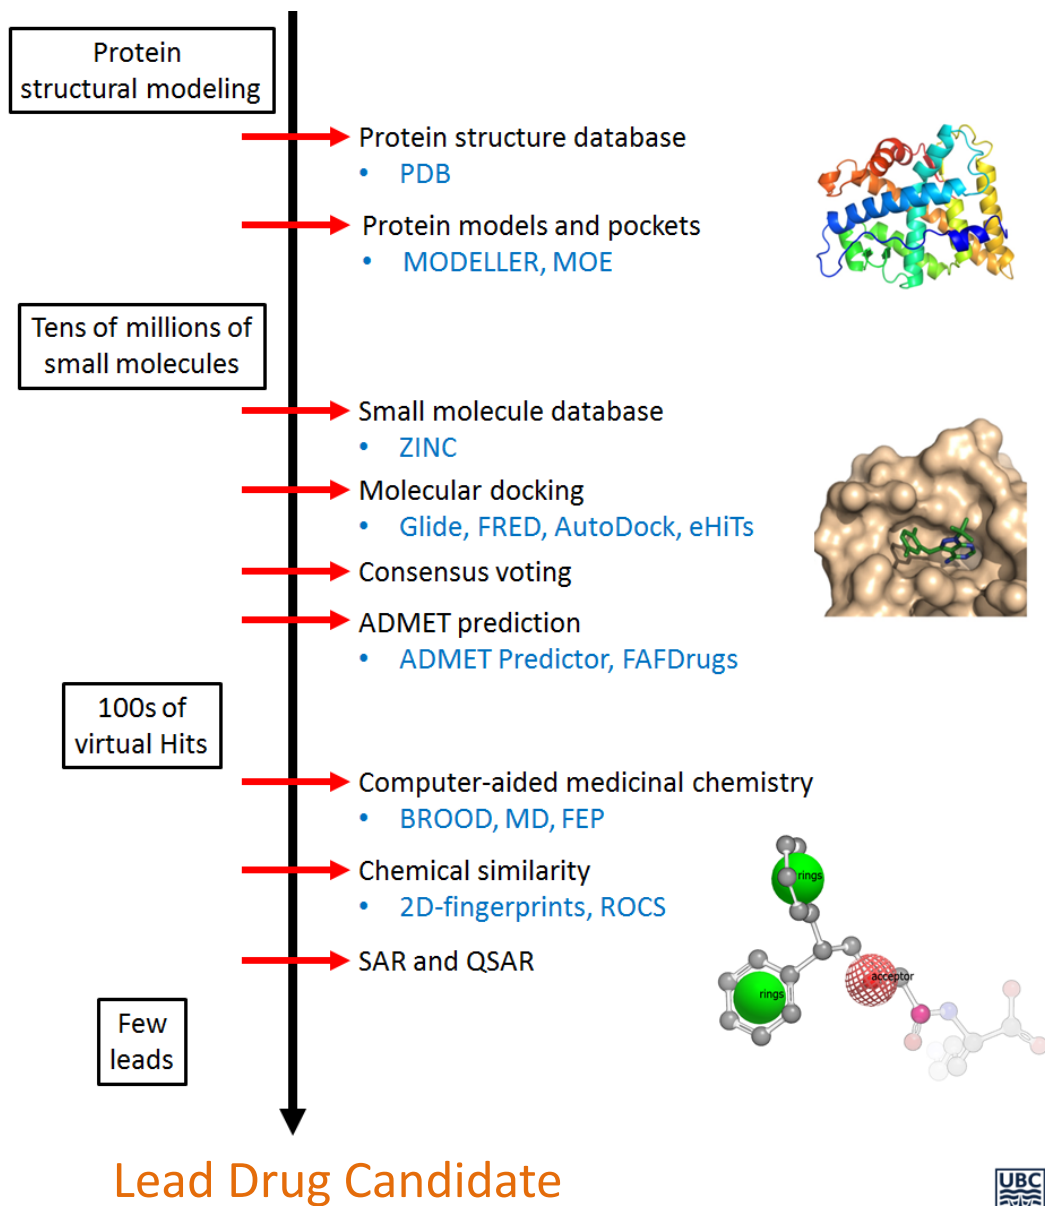 Protein
structural modeling
Protein structure database
• PDB
Protein models and pockets
• MODELLER, MOE
Tens of millions of
small molecules
Small molecule database
• ZINC
Molecular docking
• Glide, FRED, AutoDock, eHiTs
Consensus voting
ADMET prediction
• ADMET Predictor, FAFDrugs
100s of
virtual Hits
Computer-aided medicinal chemistry
• BROOD, MD, FEP
Chemical similarity
• 2D-fingerprints, ROCS
rings
SAR and QSAR
acceptor
rings
Few
leads
Lead Drug Candidate
UBC